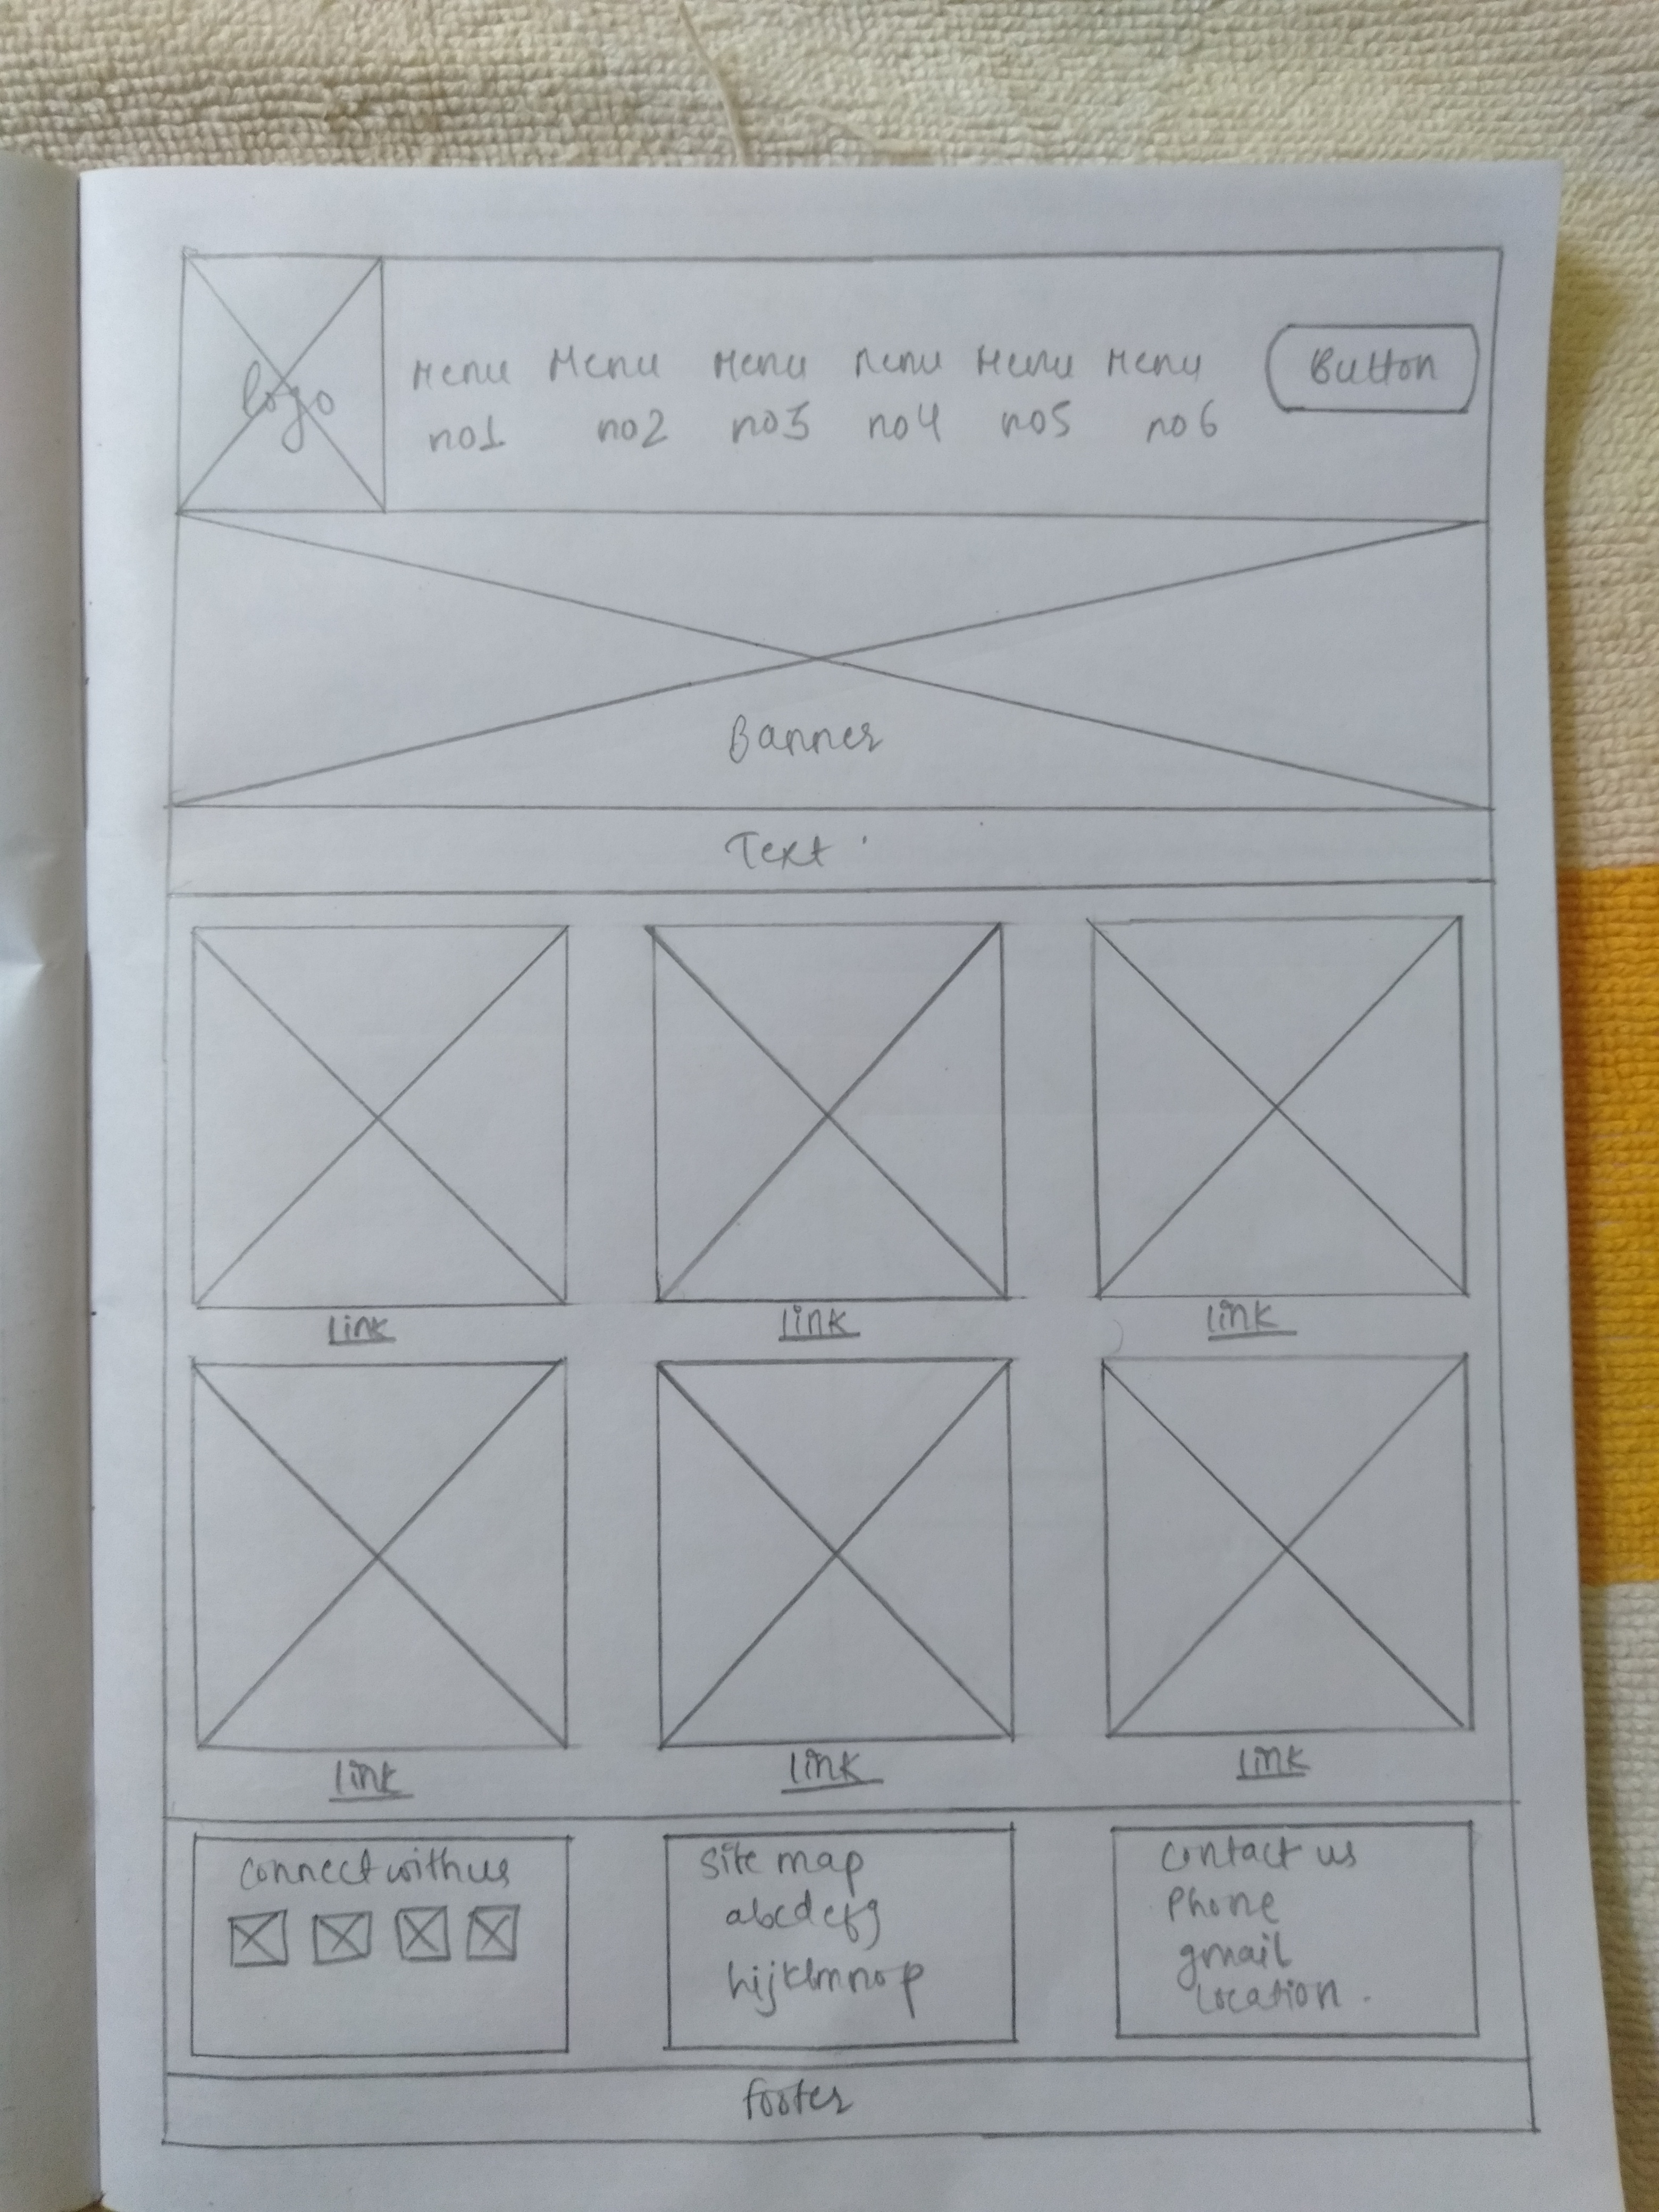 logo
Menu Menu Menu Menu Menu Menu
no1 no2 no3 no4 no5 no6
Button
Banner
Text
link link link
link link link
connect with us
site map
abcdefg
hijklmnop
contact us
Phone
gmail
Location.
footer